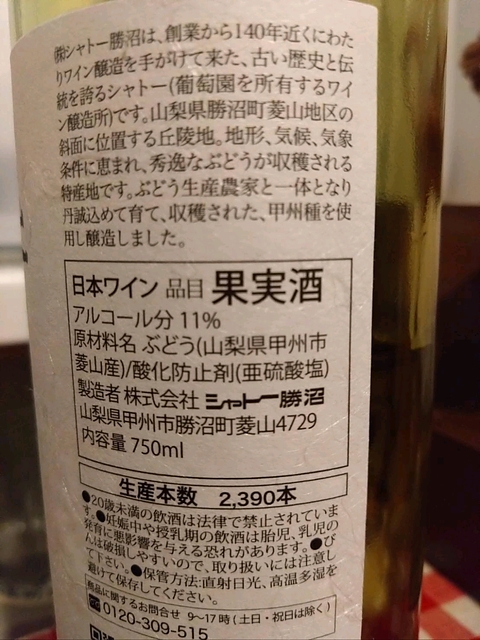 ㈱シャトー勝沼は、創業から140年近くにわた
りワイン醸造を手がけて来た、古い歴史と伝
統を誇るシャトー(葡萄園を所有するワイ
ン醸造所)です。山梨県勝沼町菱山地区の
斜面に位置する丘陵地。地形、気候、気象
条件に恵まれ、秀逸なぶどうが収穫される
特産地です。ぶどう生産農家と一体となり
丹誠込めて育て、収穫された、甲州種を使
用し醸造しました。
日本ワイン 品目 果実酒
アルコール分 11%
原材料名 ぶどう(山梨県甲州市
菱山産)/酸化防止剤(亜硫酸塩)
製造者 株式会社 シャトー勝沼
山梨県甲州市勝沼町菱山4729
内容量 750ml
生産本数 2,390本
●20歳未満の飲酒は法律で禁止されていま
す。●妊娠中や授乳期の飲酒は胎児、乳児の
発育に悪影響を与える恐れがあります。●び
んは破損しやすいので、取り扱いには注意し
て下さい。●保管方法:直射日光、高温多湿を
避けて保存してください。
商品に関するお問合せ 9〜17時(土日・祝日は除く)
0120-309-515